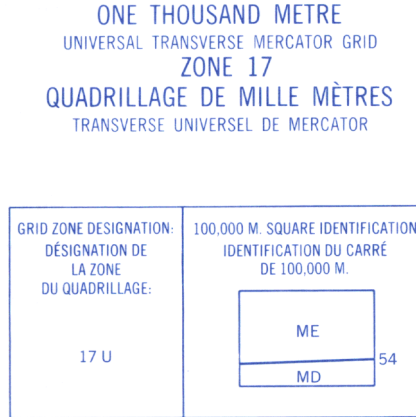 ONE THOUSAND METRE
UNIVERSAL TRANSVERSE MERCATOR GRID
ZONE 17
QUADRILLAGE DE MILLE MÈTRES
TRANSVERSE UNIVERSEL DE MERCATOR
GRID ZONE DESIGNATION:
DÉSIGNATION DE
LA ZONE
DU QUADRILLAGE:
17 U
100,000 M. SQUARE IDENTIFICATION
IDENTIFICATION DU CARRÉ
DE 100,000 M.
ME
54
MD